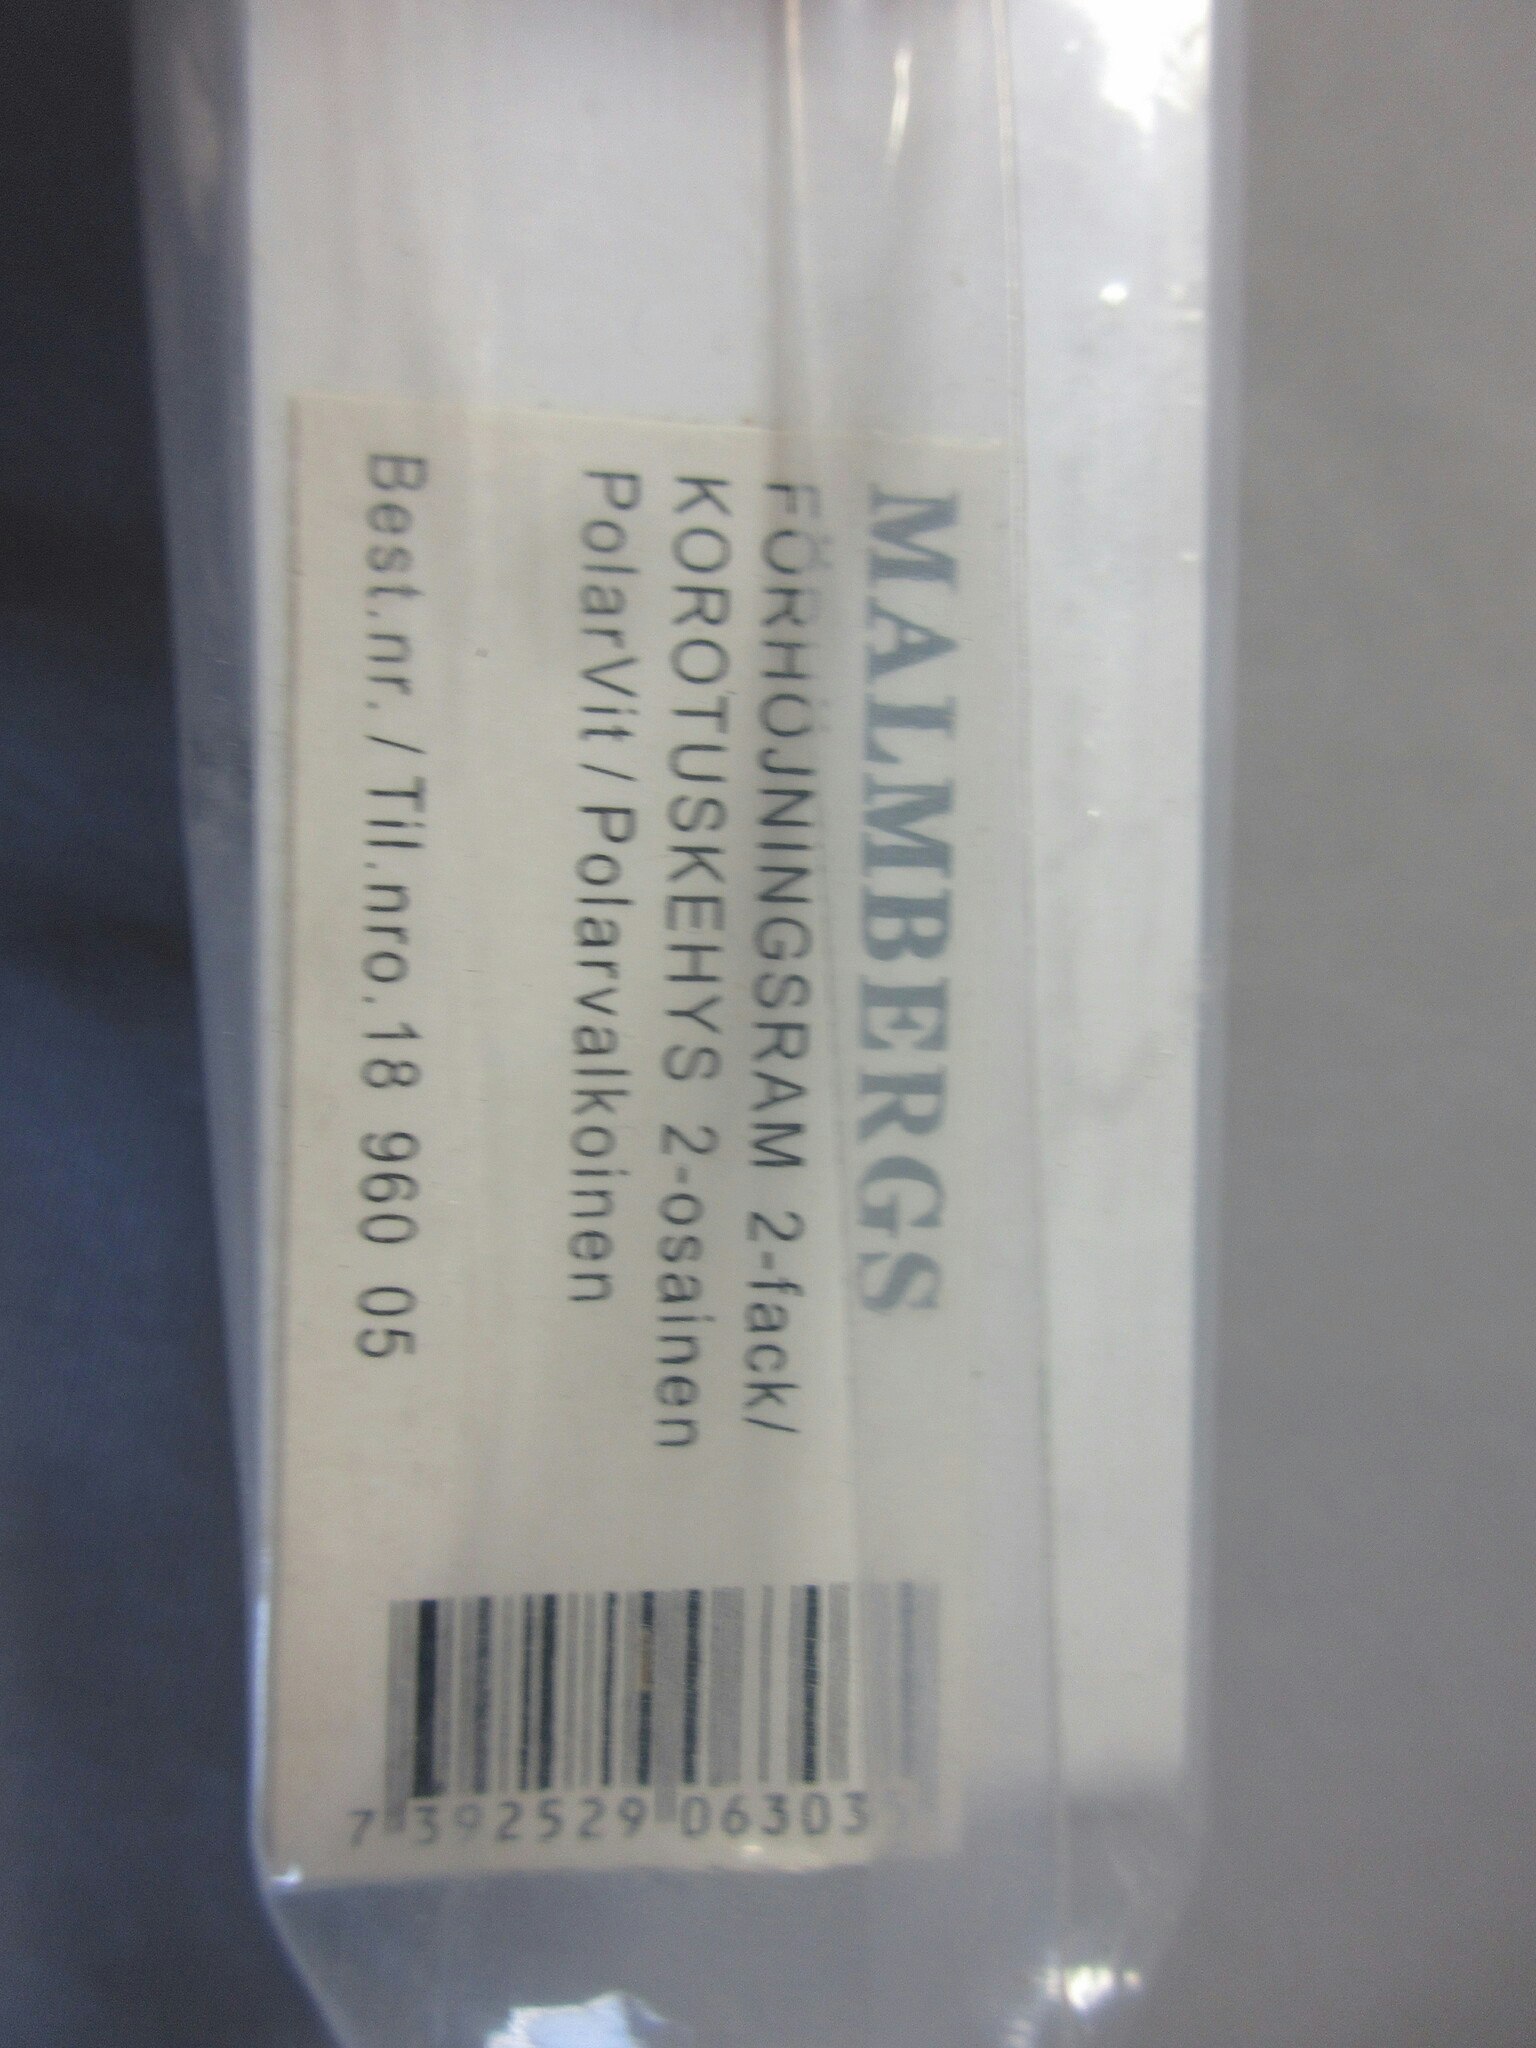 MALMBERGS
FÖRHÖJNINGSRAM 2-fack/
KOROTUSKEHYS 2-osainen
PolarVit / Polarvalkoinen
Best.nr. / Til.nro. 18 960 05
7 392529 06303